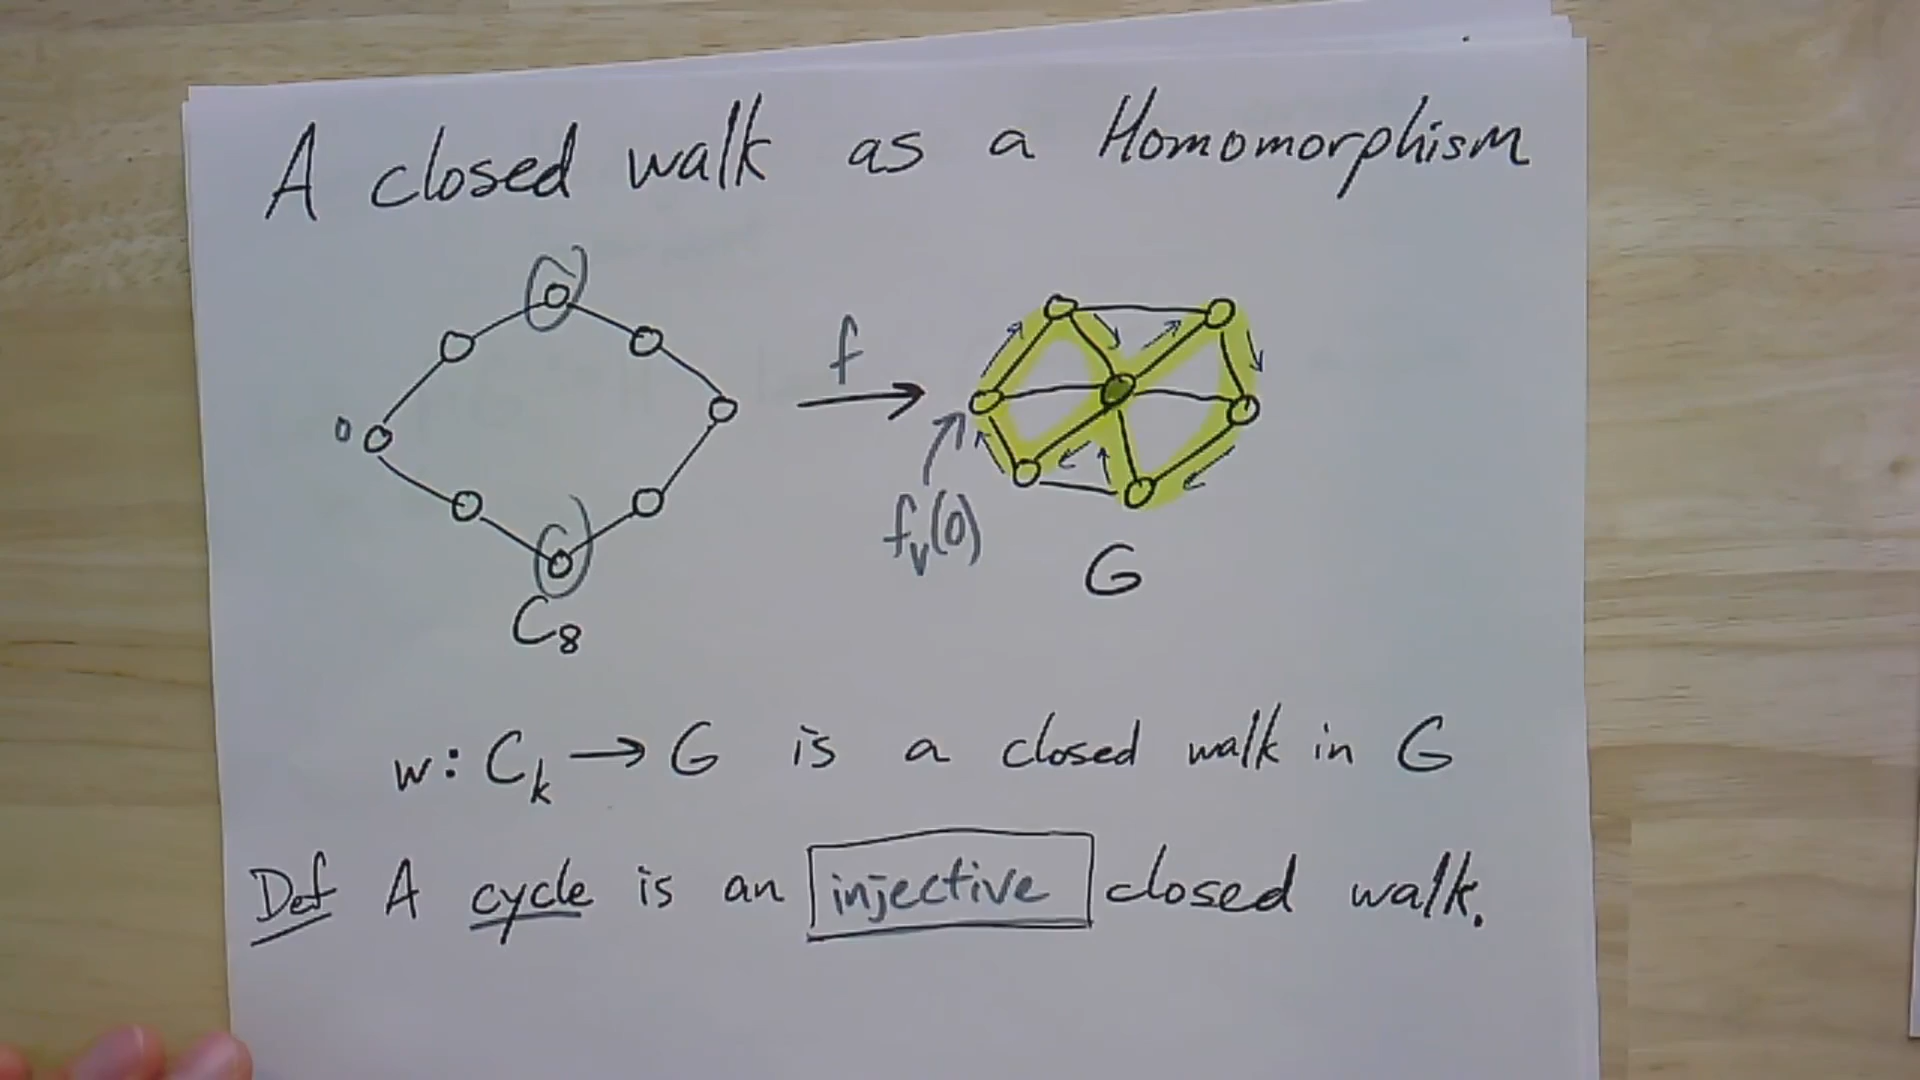 A closed walk as a Homomorphism
f
0
f_v(0)
G
C_8
w: C_k → G is a closed walk in G
Def A cycle is an injective closed walk.